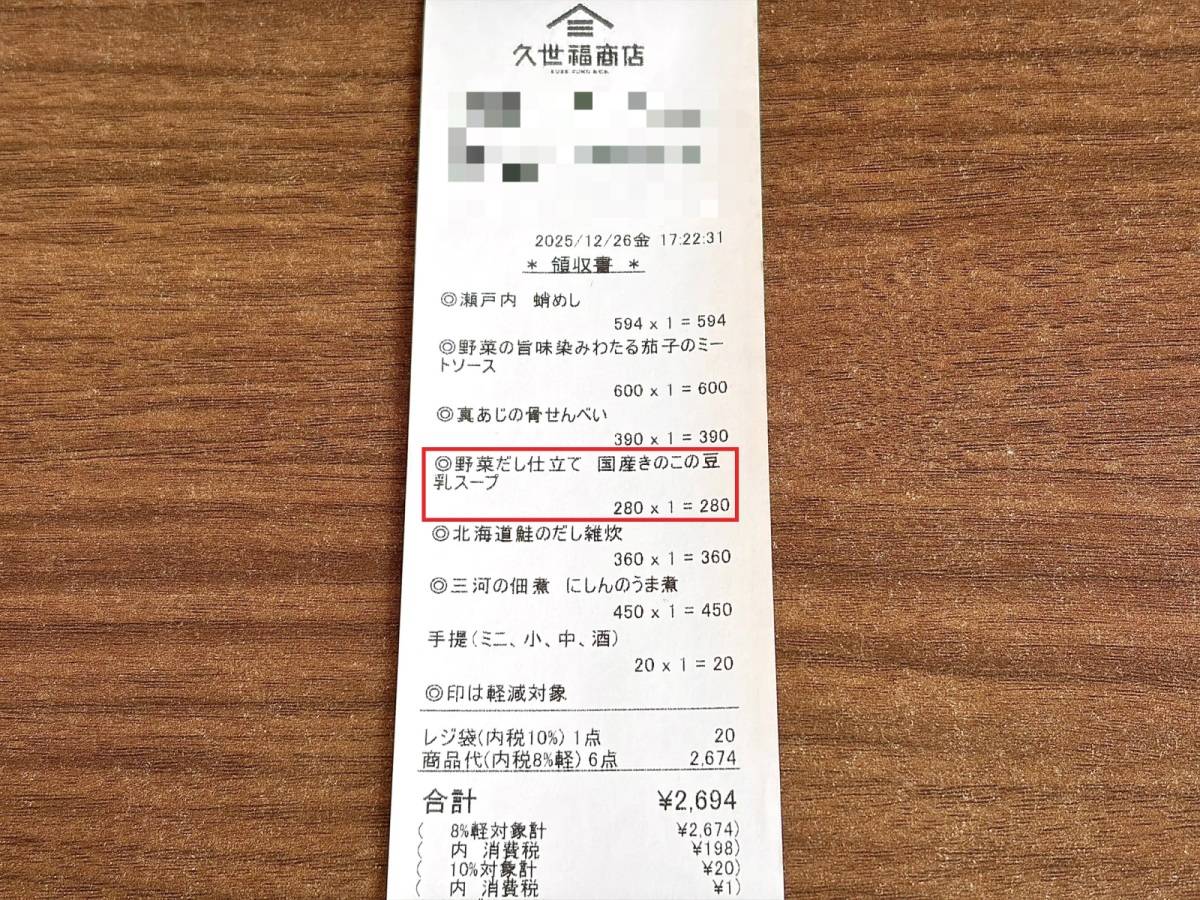 久世福商店
2025/12/26金 17:22:31
* 領収書 *
◎瀬戸内 蛸めし
594 x 1 = 594
◎野菜の旨味染みわたる茄子のミー
トソース
600 x 1 = 600
◎真あじの骨せんべい
390 x 1 = 390
◎野菜だし仕立て 国産きのこの豆
乳スープ
280 x 1 = 280
◎北海道鮭のだし雑炊
360 x 1 = 360
◎三河の佃煮 にしんのうま煮
450 x 1 = 450
手提(ミニ、小、中、酒)
20 x 1 = 20
◎印は軽減対象
レジ袋(内税10%) 1点 20
商品代(内税8%軽) 6点 2,674
合計 ¥2,694
( 8%軽対象計 ¥2,674)
( 内 消費税 ¥198)
( 10%対象計 ¥20)
( 内 消費税 ¥1)